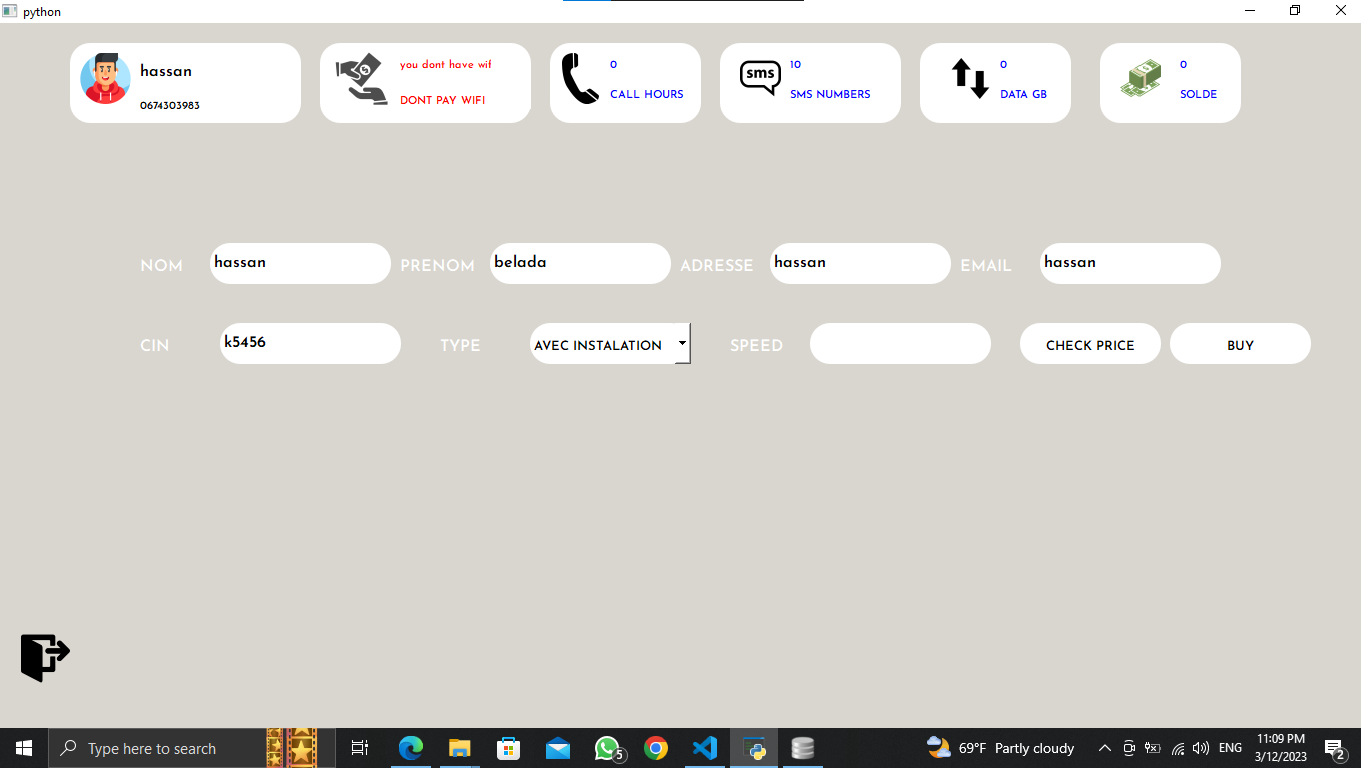 python
hassan
0674303983
you dont have wif
DONT PAY WIFI
0
CALL HOURS
sms
10
SMS NUMBERS
0
DATA GB
0
SOLDE
NOM hassan PRENOM belada ADRESSE hassan EMAIL hassan
CIN k5456 TYPE AVEC INSTALATION SPEED CHECK PRICE BUY
Type here to search
5
69°F Partly cloudy
ENG
11:09 PM
3/12/2023
2